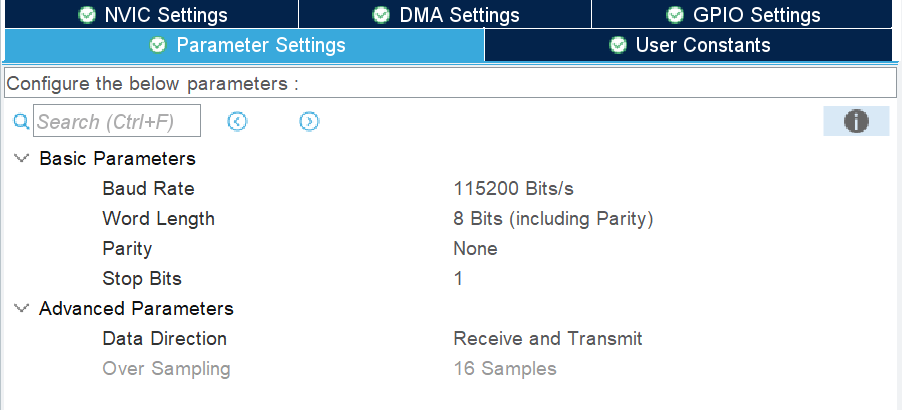 NVIC Settings DMA Settings GPIO Settings
Parameter Settings User Constants
Configure the below parameters :
Search (Ctrl+F)
Basic Parameters
Baud Rate 115200 Bits/s
Word Length 8 Bits (including Parity)
Parity None
Stop Bits 1
Advanced Parameters
Data Direction Receive and Transmit
Over Sampling 16 Samples